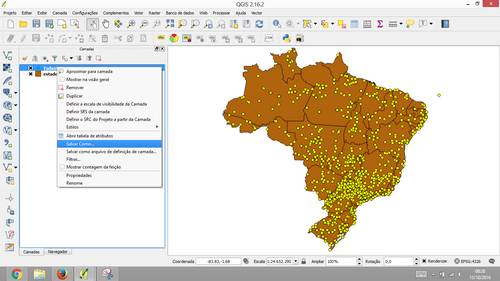 QGIS 2.16.2
Projeto Editar Exibir Camada Configurações Complementos Vetor Raster Banco de dados Web Processar Ajuda Vector
Camadas
estado
Aproximar para camada
Mostrar na visão geral
Remover
Duplicar
Definir a escala de visibilidade da Camada
Definir SRS da camada
Definir o SRC do Projeto a partir da Camada
Estilos
Abrir tabela de atributos
Salvar Como...
Salvar como arquivo de definição de camada...
Filtrar...
Mostrar contagem da feição
Propriedades
Renome
Camadas Navegador
Coordenada -83.83,-1.68 Escala 1:24.652.290 Ampliar 100% Rotação 0,0 Renderizar EPSG:4326
08:20
13/10/2016